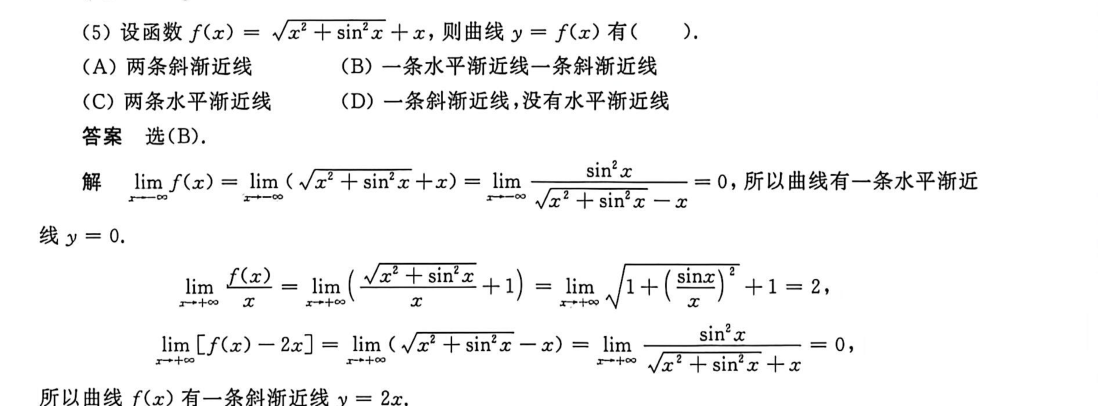 (5) 设函数 f(x) = √(x² + sin²x) + x, 则曲线 y = f(x) 有(　　).
(A) 两条斜渐近线　　(B) 一条水平渐近线一条斜渐近线
(C) 两条水平渐近线　　(D) 一条斜渐近线,没有水平渐近线
答案　选(B).
解　lim_{x→−∞} f(x) = lim_{x→−∞} (√(x² + sin²x) + x) = lim_{x→−∞} sin²x / (√(x² + sin²x) − x) = 0, 所以曲线有一条水平渐近
线 y = 0.
lim_{x→+∞} f(x)/x = lim_{x→+∞} (√(x² + sin²x)/x + 1) = lim_{x→+∞} √(1 + (sinx/x)²) + 1 = 2,
lim_{x→+∞} [f(x) − 2x] = lim_{x→+∞} (√(x² + sin²x) − x) = lim_{x→+∞} sin²x / (√(x² + sin²x) + x) = 0,
所以曲线 f(x) 有一条斜渐近线 y = 2x.